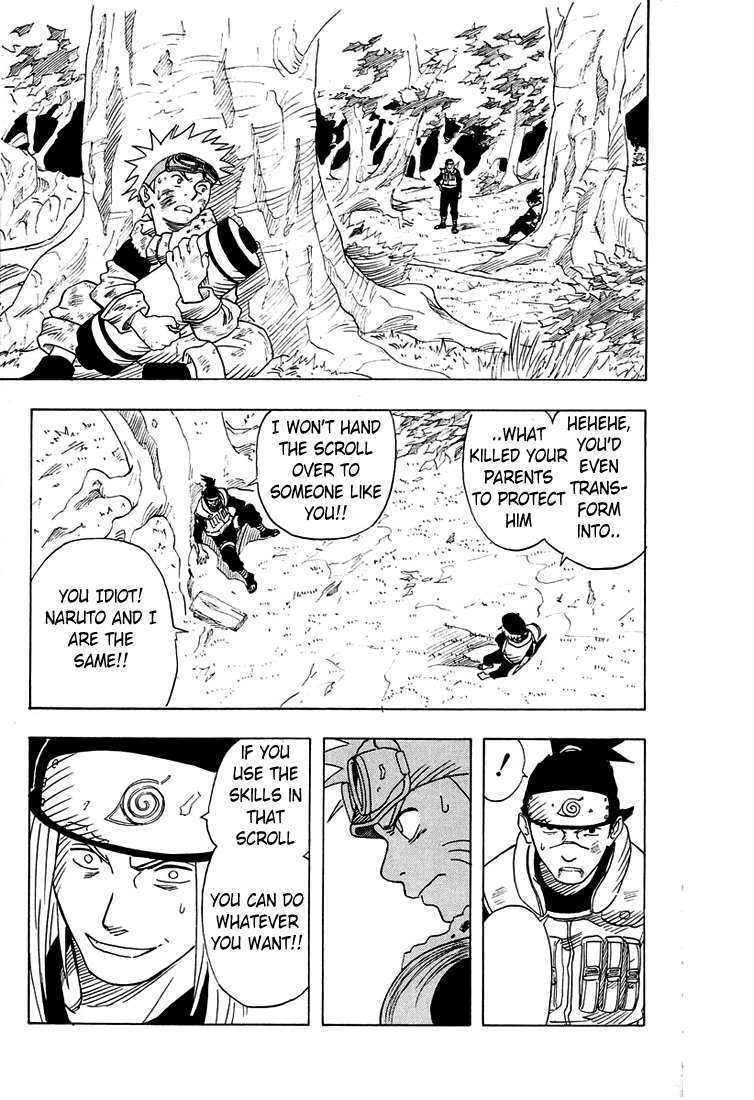 HEHEHE,
YOU'D
EVEN
TRANS-
FORM
INTO..
..WHAT
KILLED YOUR
PARENTS
TO PROTECT
HIM
I WON'T HAND
THE SCROLL
OVER TO
SOMEONE LIKE
YOU!!
YOU IDIOT!
NARUTO AND I
ARE THE
SAME!!
!
IF YOU
USE THE
SKILLS IN
THAT
SCROLL
YOU CAN DO
WHATEVER
YOU WANT!!